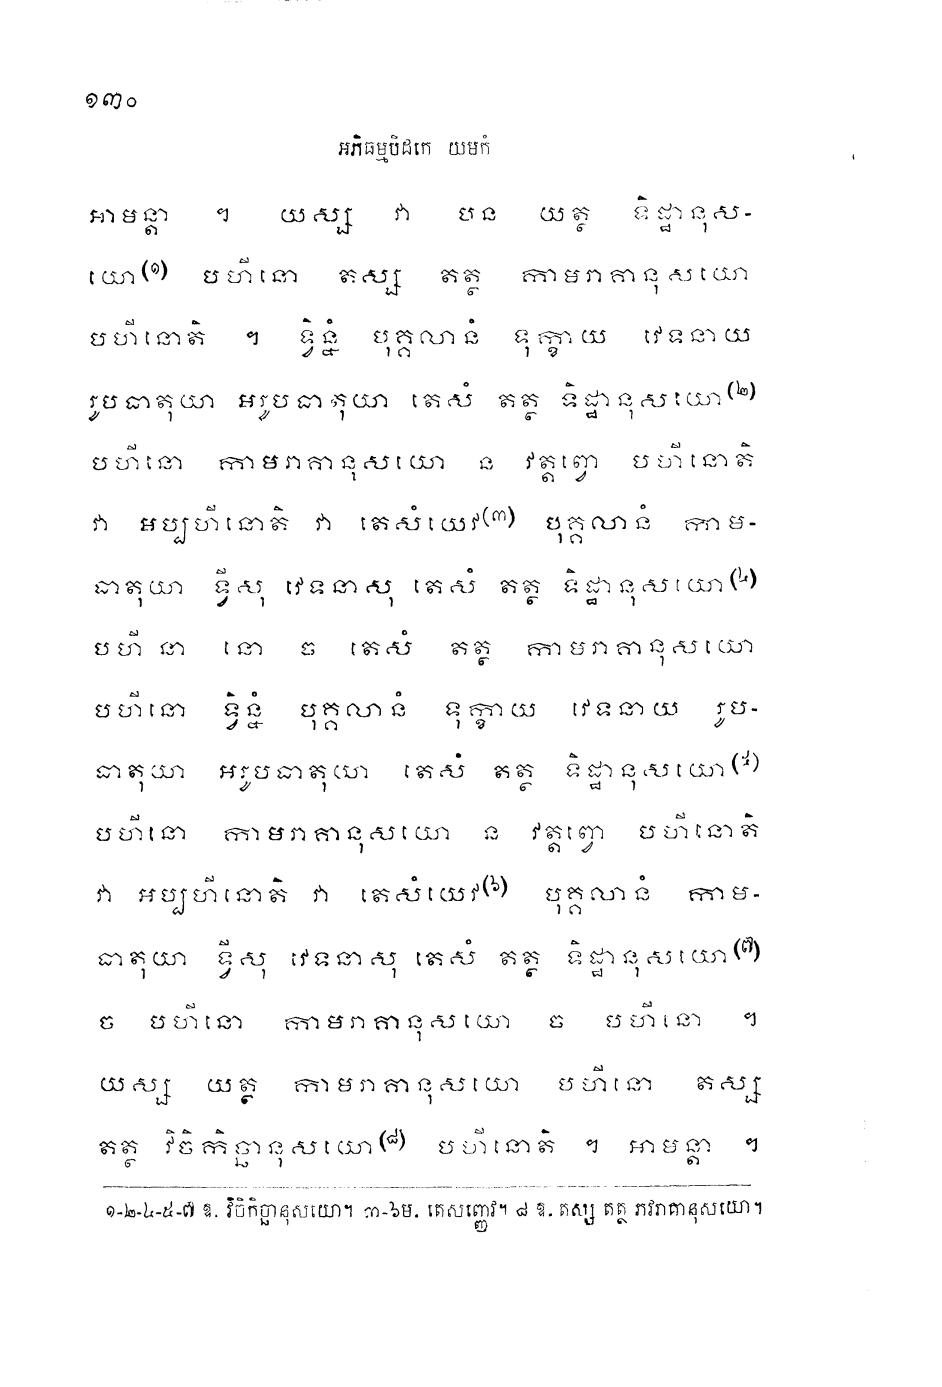 ១៣០
អភិធម្មបិដកេ យមកំ
អាមន្តា ។ យស្ស វា បន យត្ថ ទិដ្ឋានុស-
យោ(១) បហីនោ តស្ស តត្ថ កាមរាគានុសយោ
បហីនោតិ ។ ទ្វិន្នំ បុគ្គលានំ ទុក្ខាយ វេទនាយ
រូបធាតុយា អរូបធាតុយា តេសំ តត្ថ ទិដ្ឋានុសយោ(២)
បហីនោ កាមរាគានុសយោ ន វត្តព្វោ បហីនោតិ
វា អប្បហីនោតិ វា តេសំយេវ(៣) បុគ្គលានំ កាម-
ធាតុយា ទ្វីសុ វេទនាសុ តេសំ តត្ថ ទិដ្ឋានុសយោ(៤)
បហី នា នោ ច តេសំ តត្ថ កាមរាគានុសយោ
បហីនោ ទ្វិន្នំ បុគ្គលានំ ទុក្ខាយ វេទនាយ រូប-
ធាតុយា អរូបធាតុយា តេសំ តត្ថ ទិដ្ឋានុសយោ(៥)
បហីនោ កាមរាគានុសយោ ន វត្តព្វោ បហីនោតិ
វា អប្បហីនោតិ វា តេសំយេវ(៦) បុគ្គលានំ កាម-
ធាតុយា ទ្វីសុ វេទនាសុ តេសំ តត្ថ ទិដ្ឋានុសយោ(៧)
ច បហីនោ កាមរាគានុសយោ ច បហីនោ ។
យស្ស យត្ថ កាមរាគានុសយោ បហីនោ តស្ស
តត្ថ វិចិកិច្ឆានុសយោ(៨) បហីនោតិ ។ អាមន្តា ។
១-២-៤-៥-៧ ឱ. វិចិកិច្ឆានុសយោ។ ៣-៦ម. តេសញ្ញេវ។ ៨ ឱ. តស្ស តត្ថ ភវរាគានុសយោ។